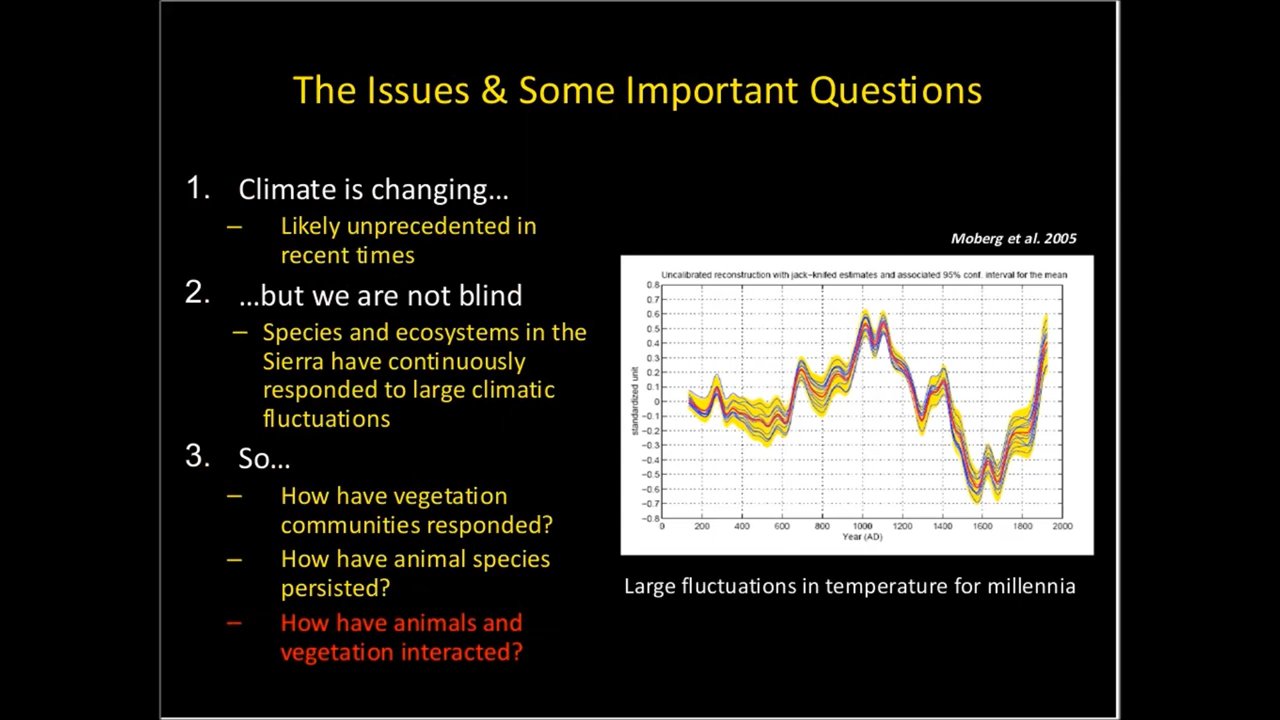 The Issues & Some Important Questions
1. Climate is changing…
– Likely unprecedented in
recent times
2. …but we are not blind
– Species and ecosystems in the
Sierra have continuously
responded to large climatic
fluctuations
3. So…
– How have vegetation
communities responded?
– How have animal species
persisted?
– How have animals and
vegetation interacted?
Moberg et al. 2005
Uncalibrated reconstruction with jack-knifed estimates and associated 95% conf. interval for the mean
standardized unit
0.8
0.7
0.6
0.5
0.4
0.3
0.2
0.1
0
−0.1
−0.2
−0.3
−0.4
−0.5
−0.6
−0.7
−0.8
0 200 400 600 800 1000 1200 1400 1600 1800 2000
Year (AD)
Large fluctuations in temperature for millennia